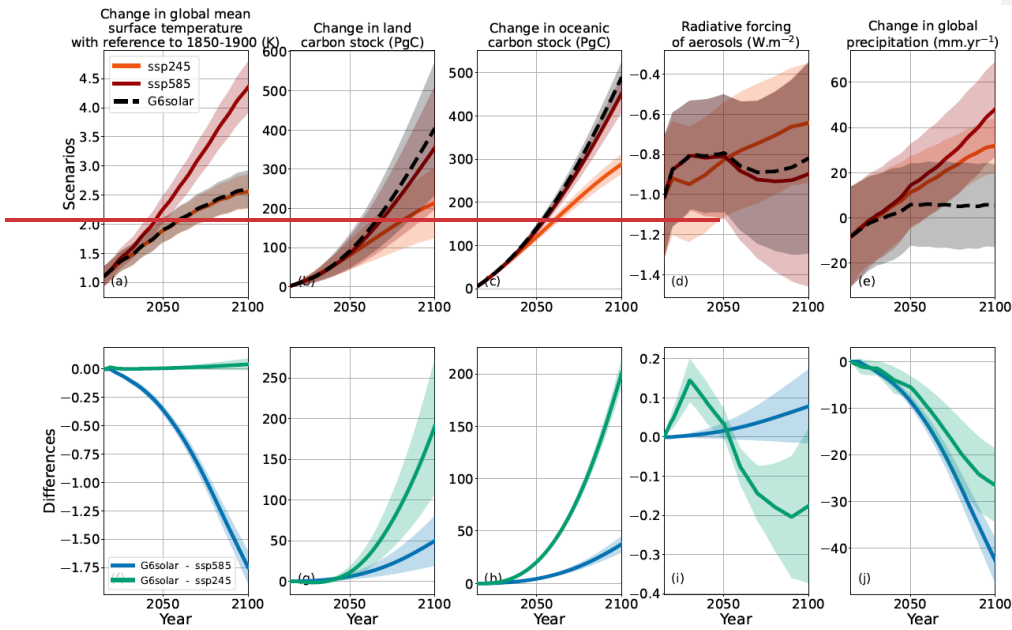 Change in global mean
surface temperature
with reference to 1850-1900 (K)
Change in land
carbon stock (PgC)
Change in oceanic
carbon stock (PgC)
Radiative forcing
of aerosols (W.m⁻²)
Change in global
precipitation (mm.yr⁻¹)
Scenarios
4.5
4.0
3.5
3.0
2.5
2.0
1.5
1.0
ssp245
ssp585
G6solar
(a)
2050
2100
600
500
400
300
200
100
0
(b)
2050
2100
500
400
300
200
100
0
(c)
2050
2100
−0.4
−0.6
−0.8
−1.0
−1.2
−1.4
(d)
2050
2100
60
40
20
0
−20
(e)
2050
2100
Differences
0.00
−0.25
−0.50
−0.75
−1.00
−1.25
−1.50
−1.75
G6solar - ssp585
G6solar - ssp245
(f)
2050
2100
Year
250
200
150
100
50
0
(g)
2050
2100
Year
200
150
100
50
0
(h)
2050
2100
Year
0.2
0.1
0.0
−0.1
−0.2
−0.3
−0.4
(i)
2050
2100
Year
0
−10
−20
−30
−40
(j)
2050
2100
Year